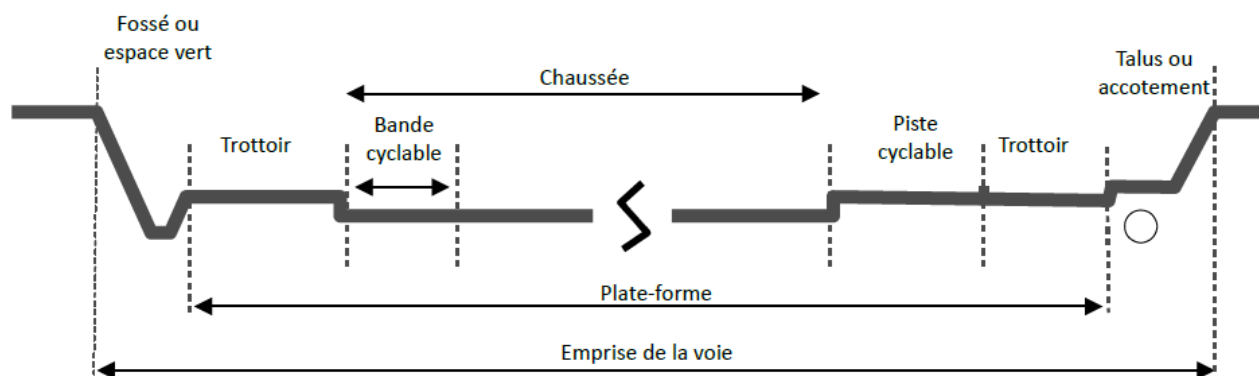 Fossé ou
espace vert
Chaussée
Talus ou
accotement
Trottoir
Bande
cyclable
Piste
cyclable
Trottoir
Plate-forme
Emprise de la voie